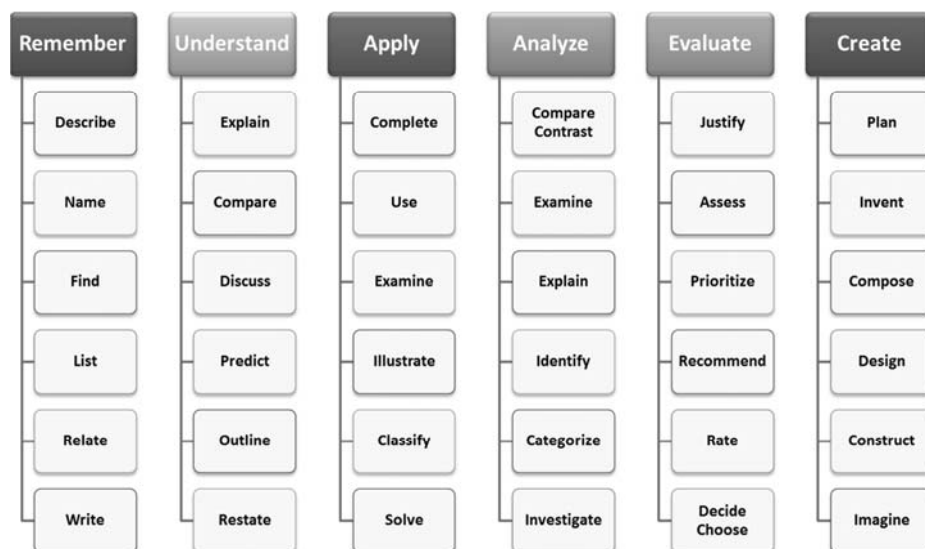 Remember
Understand
Apply
Analyze
Evaluate
Create
Describe
Explain
Complete
Compare
Contrast
Justify
Plan
Name
Compare
Use
Examine
Assess
Invent
Find
Discuss
Examine
Explain
Prioritize
Compose
List
Predict
Illustrate
Identify
Recommend
Design
Relate
Outline
Classify
Categorize
Rate
Construct
Write
Restate
Solve
Investigate
Decide
Choose
Imagine